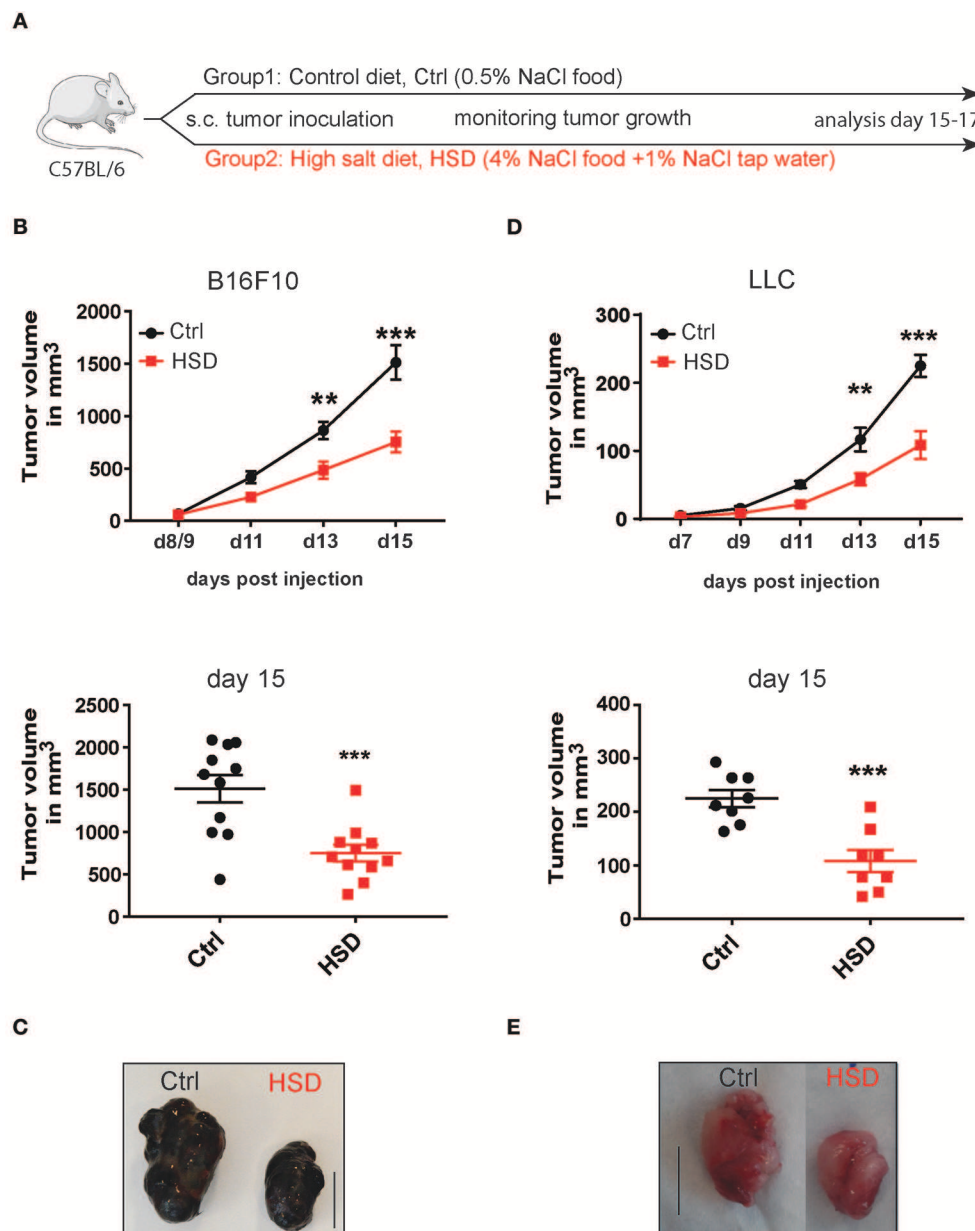 A
Group1: Control diet, Ctrl (0.5% NaCl food)
s.c. tumor inoculation monitoring tumor growth analysis day 15-17
C57BL/6
Group2: High salt diet, HSD (4% NaCl food +1% NaCl tap water)
B
B16F10
Tumor volume
in mm3
2000
1500
1000
500
0
Ctrl
HSD
**
***
d8/9 d11 d13 d15
days post injection
day 15
Tumor volume
in mm3
2500
2000
1500
1000
500
0
***
Ctrl HSD
D
LLC
Tumor volume
in mm3
300
200
100
0
Ctrl
HSD
**
***
d7 d9 d11 d13 d15
days post injection
day 15
Tumor volume
in mm3
400
300
200
100
0
***
Ctrl HSD
C
Ctrl HSD
E
Ctrl HSD